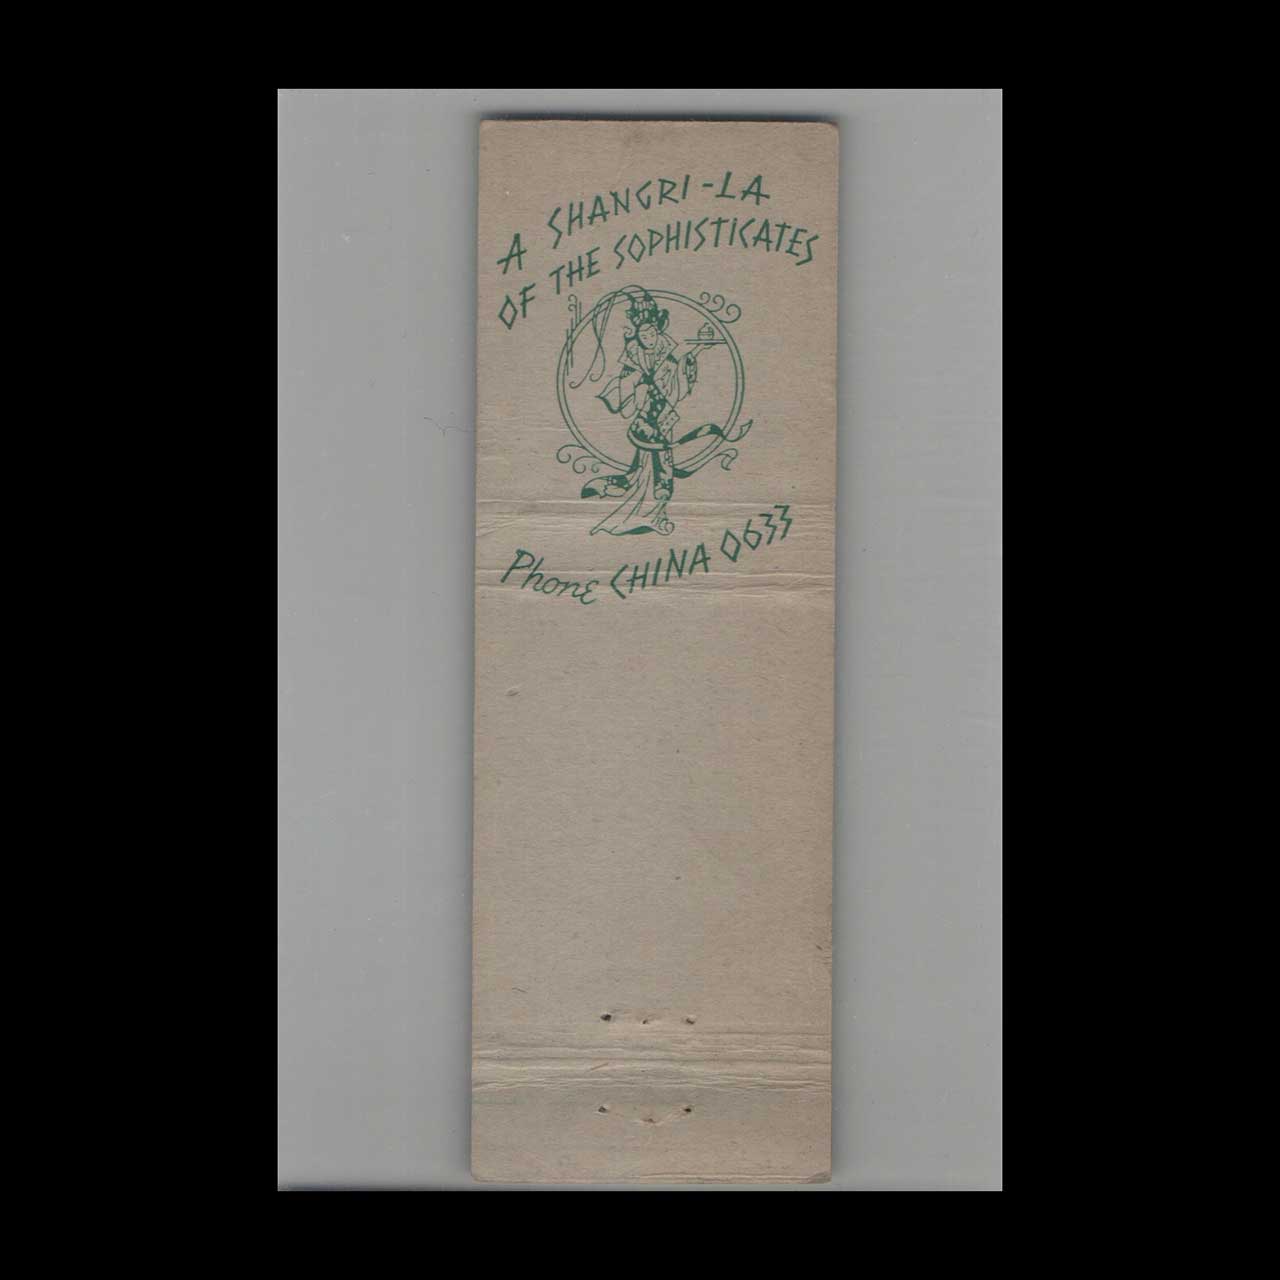 A SHANGRI-LA
OF THE SOPHISTICATES
Phone CHINA 0633